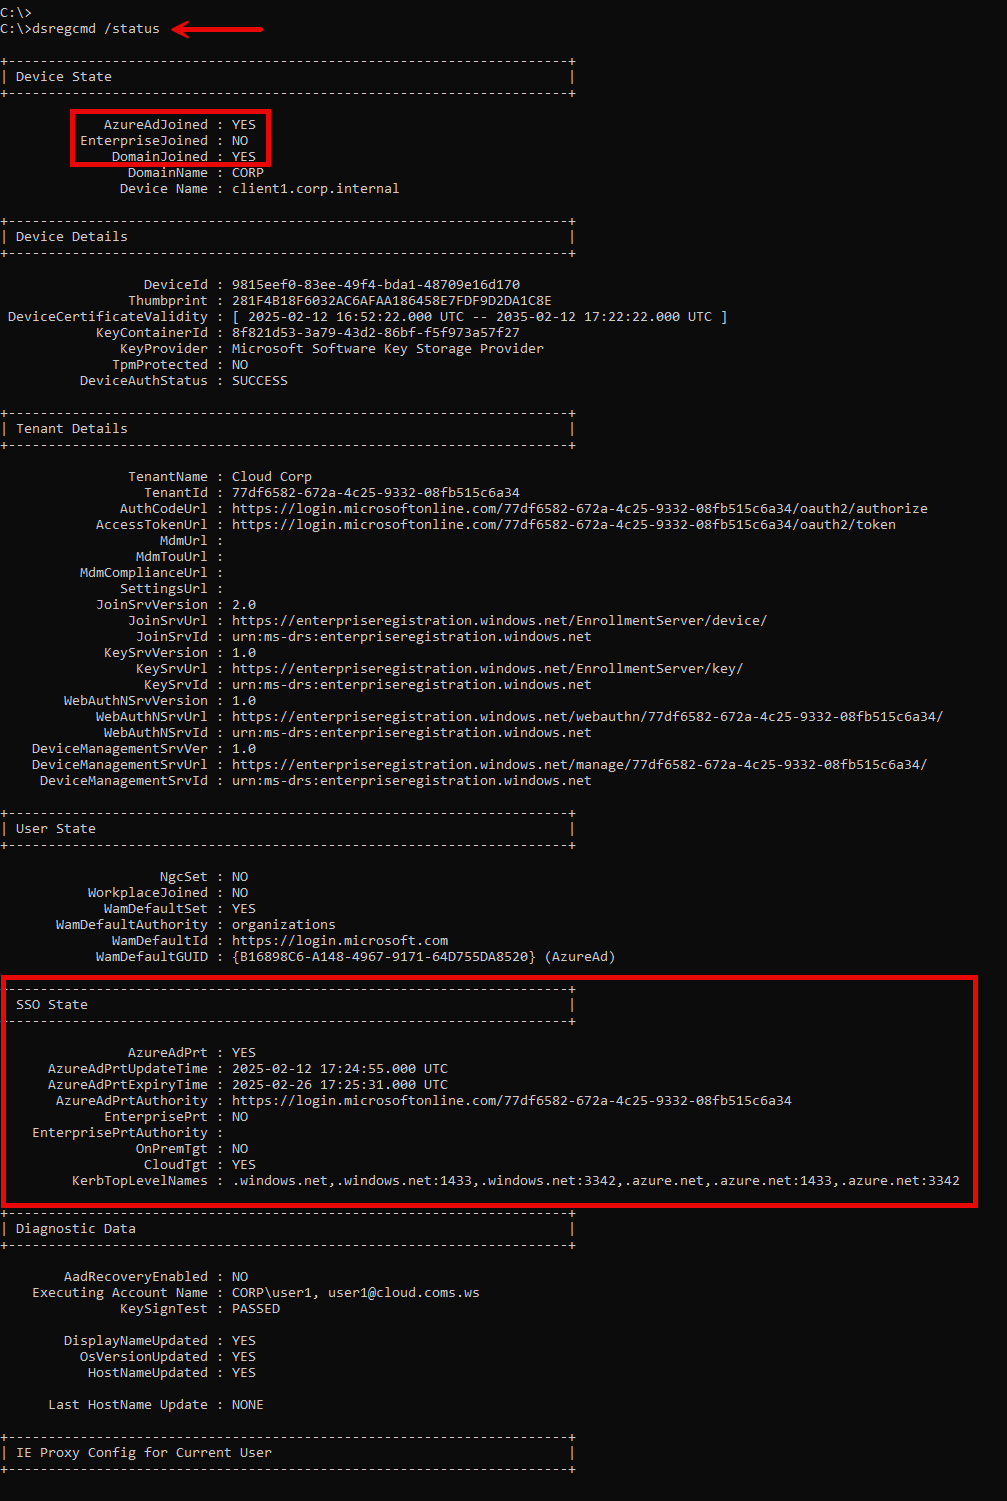 C:\>
C:\>dsregcmd /status
+----------------------------------------------------------------------+
| Device State                                                         |
+----------------------------------------------------------------------+
AzureAdJoined : YES
EnterpriseJoined : NO
DomainJoined : YES
DomainName : CORP
Device Name : client1.corp.internal
+----------------------------------------------------------------------+
| Device Details                                                       |
+----------------------------------------------------------------------+
DeviceId : 9815eef0-83ee-49f4-bda1-48709e16d170
Thumbprint : 281F4B18F6032AC6AFAA186458E7FDF9D2DA1C8E
DeviceCertificateValidity : [ 2025-02-12 16:52:22.000 UTC -- 2035-02-12 17:22:22.000 UTC ]
KeyContainerId : 8f821d53-3a79-43d2-86bf-f5f973a57f27
KeyProvider : Microsoft Software Key Storage Provider
TpmProtected : NO
DeviceAuthStatus : SUCCESS
+----------------------------------------------------------------------+
| Tenant Details                                                       |
+----------------------------------------------------------------------+
TenantName : Cloud Corp
TenantId : 77df6582-672a-4c25-9332-08fb515c6a34
AuthCodeUrl : https://login.microsoftonline.com/77df6582-672a-4c25-9332-08fb515c6a34/oauth2/authorize
AccessTokenUrl : https://login.microsoftonline.com/77df6582-672a-4c25-9332-08fb515c6a34/oauth2/token
MdmUrl :
MdmTouUrl :
MdmComplianceUrl :
SettingsUrl :
JoinSrvVersion : 2.0
JoinSrvUrl : https://enterpriseregistration.windows.net/EnrollmentServer/device/
JoinSrvId : urn:ms-drs:enterpriseregistration.windows.net
KeySrvVersion : 1.0
KeySrvUrl : https://enterpriseregistration.windows.net/EnrollmentServer/key/
KeySrvId : urn:ms-drs:enterpriseregistration.windows.net
WebAuthNSrvVersion : 1.0
WebAuthNSrvUrl : https://enterpriseregistration.windows.net/webauthn/77df6582-672a-4c25-9332-08fb515c6a34/
WebAuthNSrvId : urn:ms-drs:enterpriseregistration.windows.net
DeviceManagementSrvVer : 1.0
DeviceManagementSrvUrl : https://enterpriseregistration.windows.net/manage/77df6582-672a-4c25-9332-08fb515c6a34/
DeviceManagementSrvId : urn:ms-drs:enterpriseregistration.windows.net
+----------------------------------------------------------------------+
| User State                                                           |
+----------------------------------------------------------------------+
NgcSet : NO
WorkplaceJoined : NO
WamDefaultSet : YES
WamDefaultAuthority : organizations
WamDefaultId : https://login.microsoft.com
WamDefaultGUID : {B16898C6-A148-4967-9171-64D755DA8520} (AzureAd)
+----------------------------------------------------------------------+
SSO State                                                            |
+----------------------------------------------------------------------+
AzureAdPrt : YES
AzureAdPrtUpdateTime : 2025-02-12 17:24:55.000 UTC
AzureAdPrtExpiryTime : 2025-02-26 17:25:31.000 UTC
AzureAdPrtAuthority : https://login.microsoftonline.com/77df6582-672a-4c25-9332-08fb515c6a34
EnterprisePrt : NO
EnterprisePrtAuthority :
OnPremTgt : NO
CloudTgt : YES
KerbTopLevelNames : .windows.net,.windows.net:1433,.windows.net:3342,.azure.net,.azure.net:1433,.azure.net:3342
+----------------------------------------------------------------------+
| Diagnostic Data                                                      |
+----------------------------------------------------------------------+
AadRecoveryEnabled : NO
Executing Account Name : CORP\user1, user1@cloud.coms.ws
KeySignTest : PASSED
DisplayNameUpdated : YES
OsVersionUpdated : YES
HostNameUpdated : YES
Last HostName Update : NONE
+----------------------------------------------------------------------+
| IE Proxy Config for Current User                                     |
+----------------------------------------------------------------------+